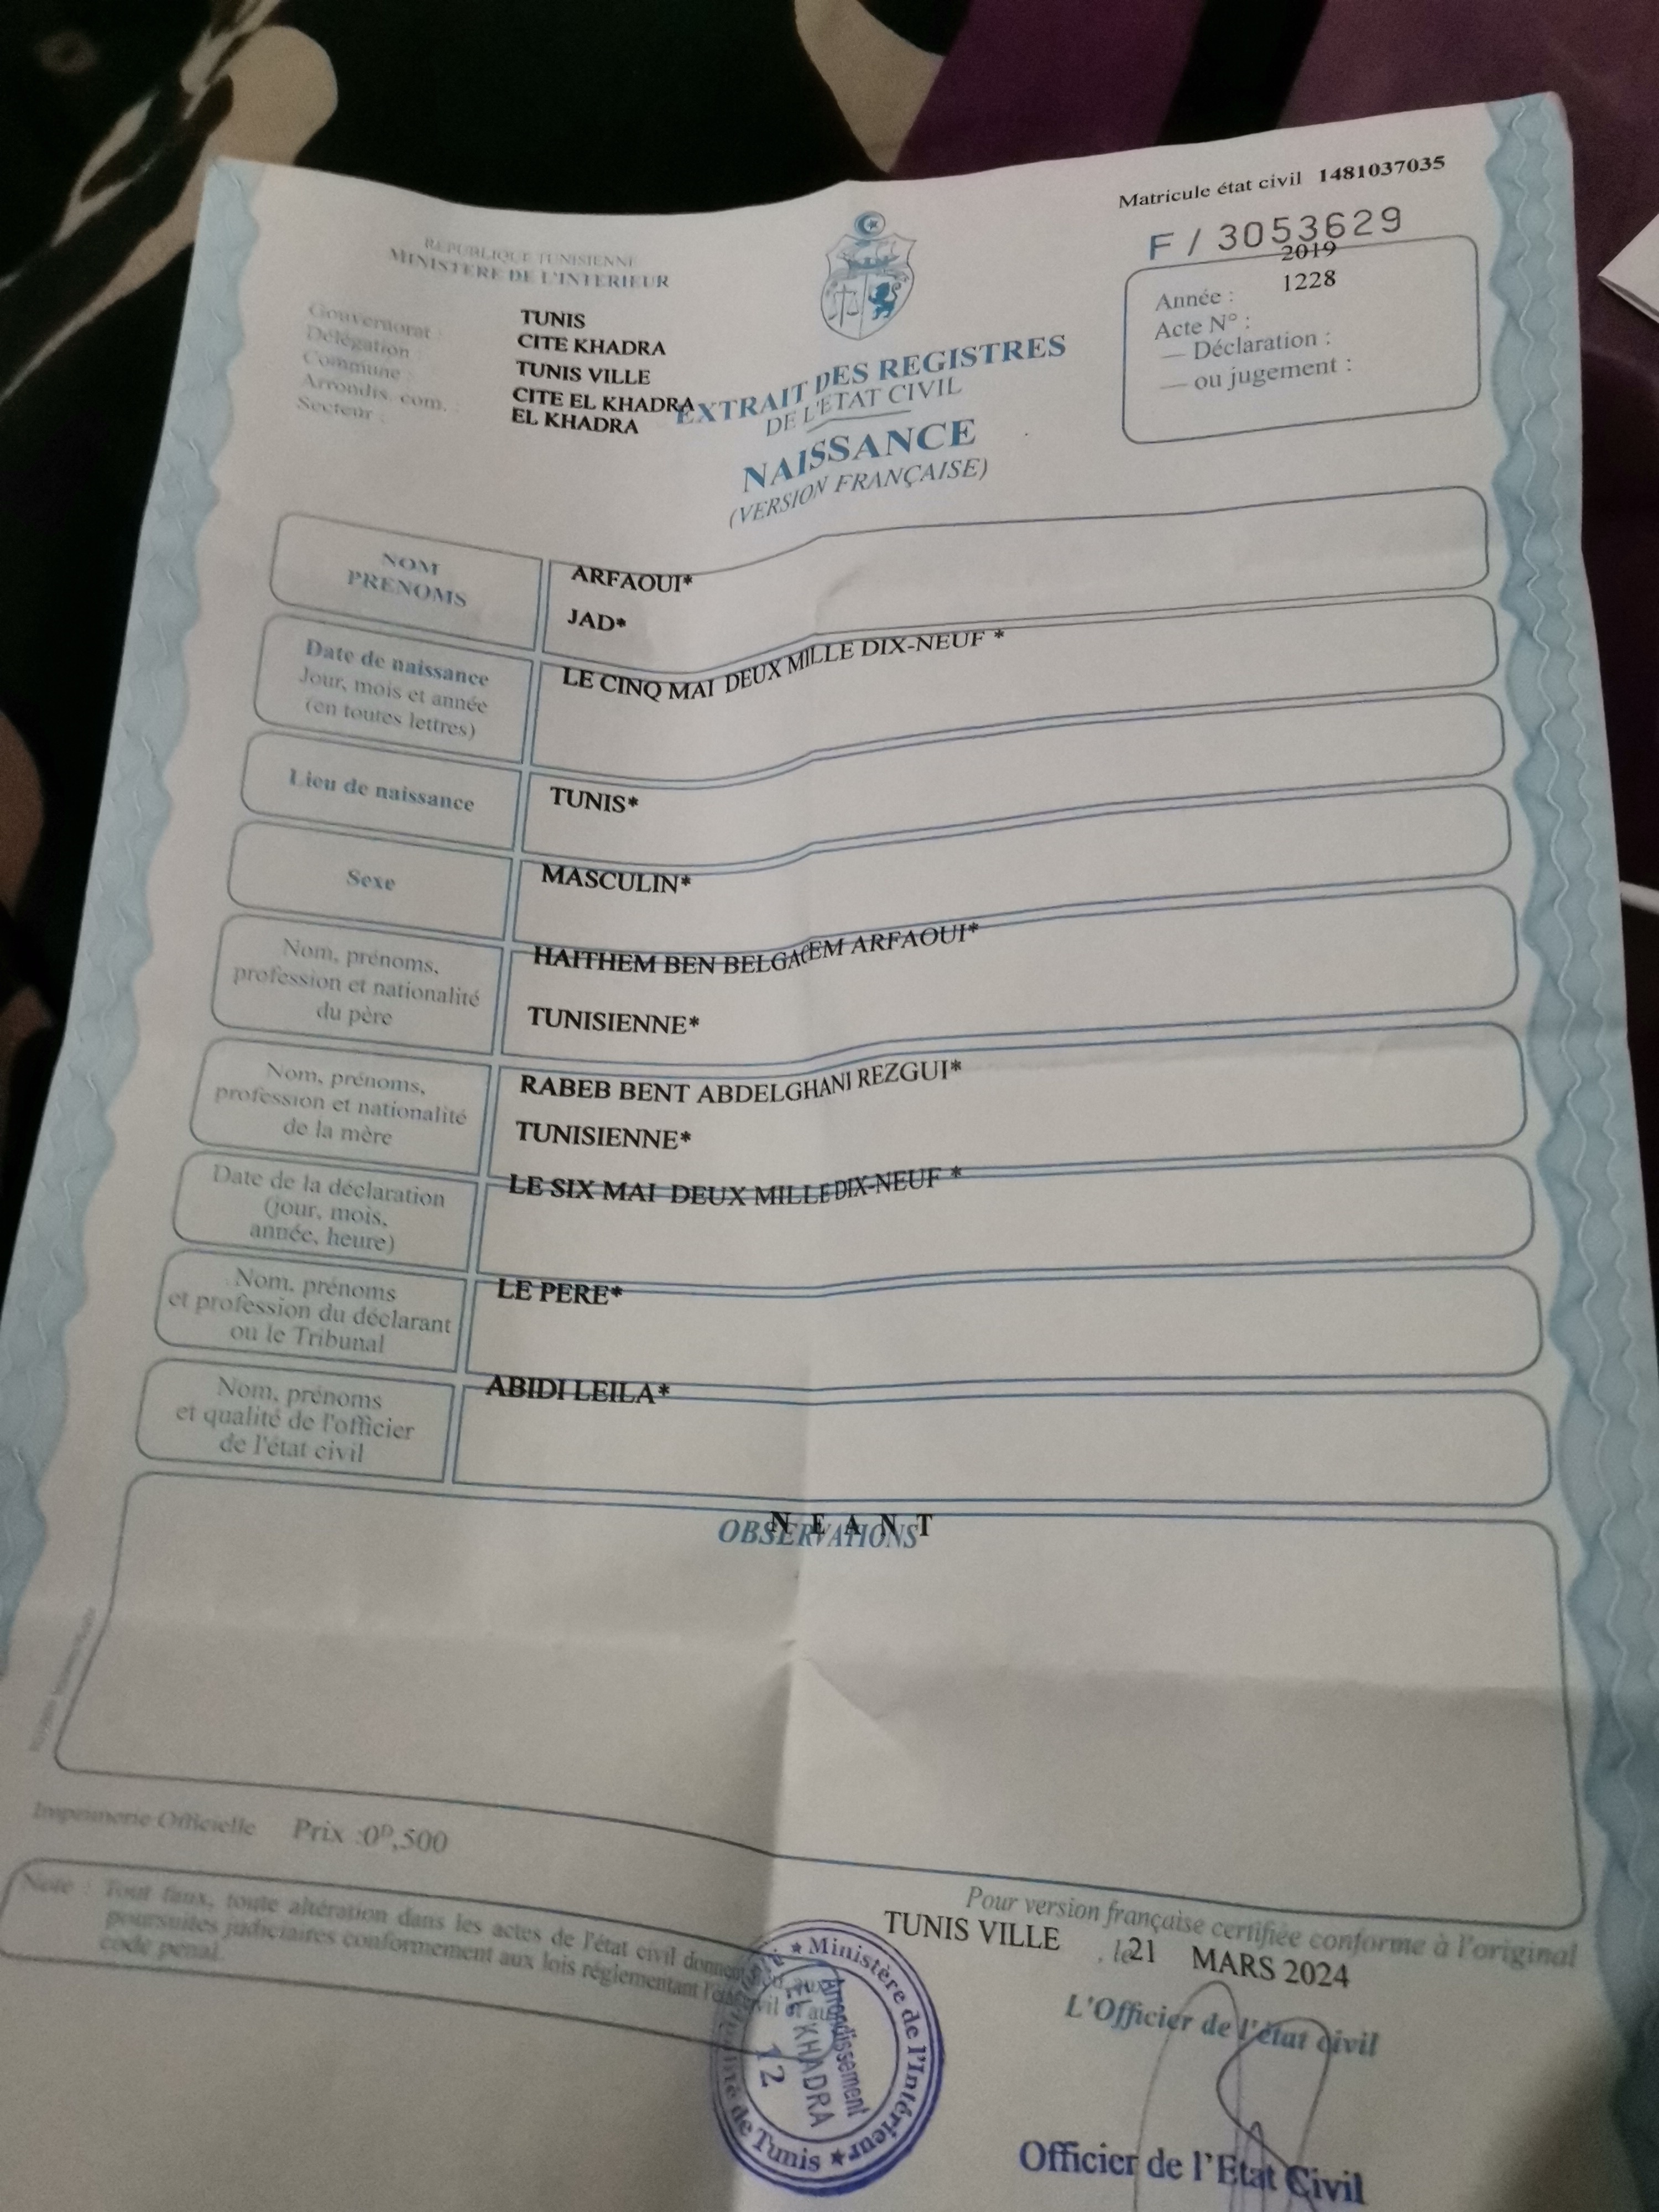 Matricule état civil 1481037035
F / 3053629
REPUBLIQUE TUNISIENNE
MINISTERE DE L'INTERIEUR
Gouvernorat : TUNIS
Délégation : CITE KHADRA
Commune : TUNIS VILLE
Arrondis. com. : CITE EL KHADRA
Secteur : EL KHADRA
2019
Année : 1228
Acte N° :
— Déclaration :
— ou jugement :
EXTRAIT DES REGISTRES
DE L'ETAT CIVIL
NAISSANCE
(VERSION FRANÇAISE)
NOM ARFAOUI*
PRENOMS JAD*
Date de naissance
Jour, mois et année
(en toutes lettres)
LE CINQ MAI DEUX MILLE DIX-NEUF *
Lieu de naissance TUNIS*
Sexe MASCULIN*
Nom, prénoms,
profession et nationalité
du père
HAITHEM BEN BELGACEM ARFAOUI*
TUNISIENNE*
Nom, prénoms,
profession et nationalité
de la mère
RABEB BENT ABDELGHANI REZGUI*
TUNISIENNE*
Date de la déclaration
(jour, mois,
année, heure)
LE SIX MAI DEUX MILLE DIX-NEUF *
Nom, prénoms
et profession du déclarant
ou le Tribunal
LE PERE*
Nom, prénoms
et qualité de l'officier
de l'état civil
ABIDI LEILA*
OBSERVATIONS
N E A N T
Imprimerie Officielle Prix :0ᴰ,500
Note : Tout faux, toute altération dans les actes de l'état civil donnent lieu aux
poursuites judiciaires conformement aux lois réglementant l'état civil et au
code penal.
Pour version française certifiée conforme à l'original
TUNIS VILLE , le 21 MARS 2024
L'Officier de l'état civil
Ministère de l'Intérieur
de Tunis
Arrondissement
EL KHADRA
12
Officier de l'Etat Civil